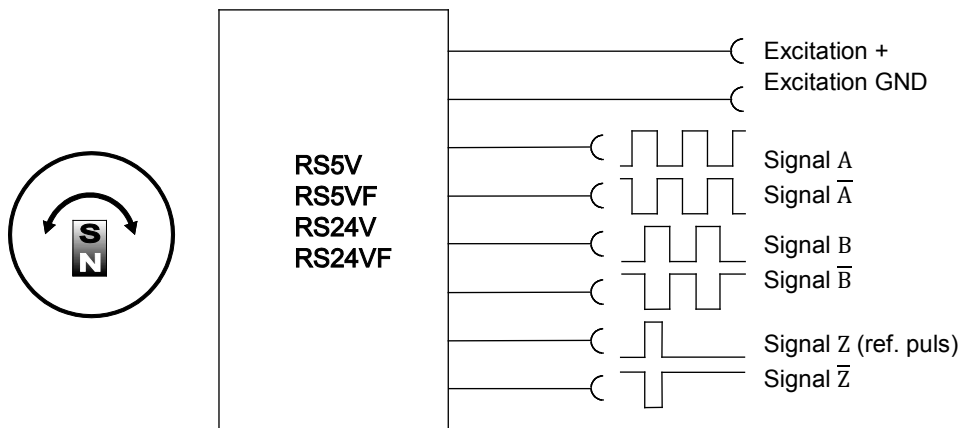 S
N
RS5V
RS5VF
RS24V
RS24VF
Excitation +
Excitation GND
Signal A
Signal A̅
Signal B
Signal B̅
Signal Z (ref. puls)
Signal Z̅